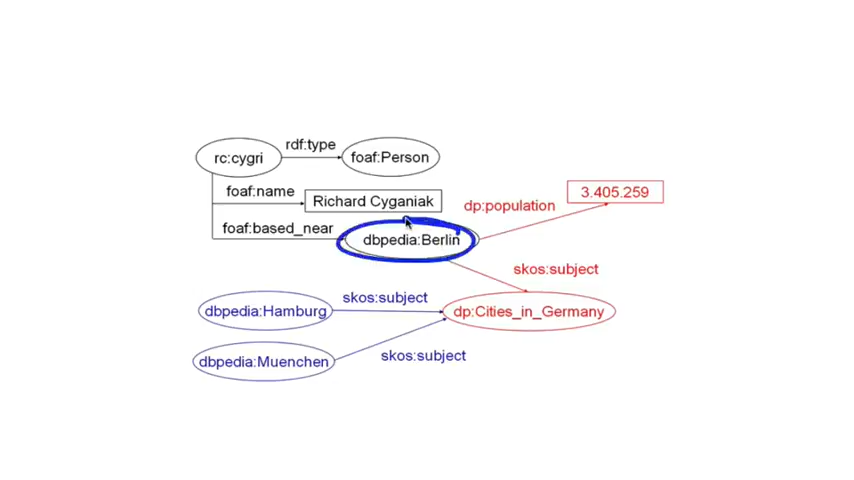 rdf:type
rc:cygri
foaf:Person
foaf:name
Richard Cyganiak
3.405.259
dp:population
foaf:based_near
dbpedia:Berlin
skos:subject
skos:subject
dbpedia:Hamburg
dp:Cities_in_Germany
skos:subject
dbpedia:Muenchen